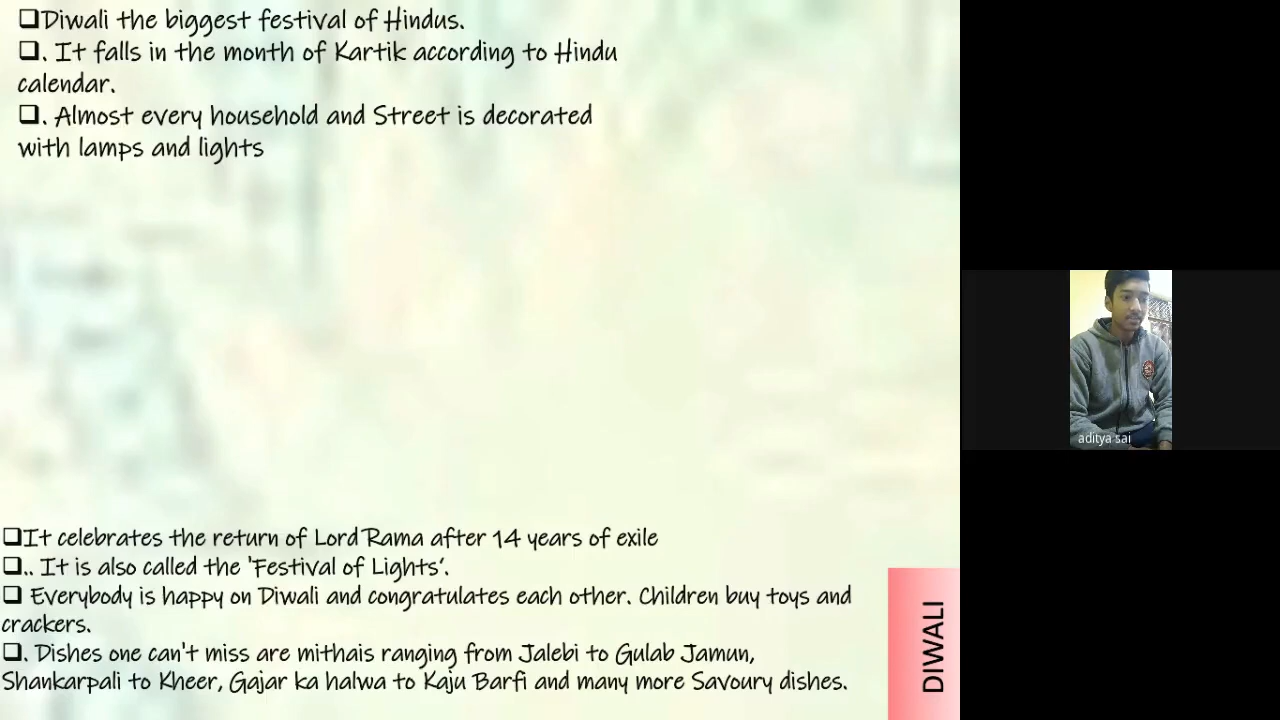 ❑Diwali the biggest festival of Hindus.
❑. It falls in the month of Kartik according to Hindu
calendar.
❑. Almost every household and Street is decorated
with lamps and lights
❑It celebrates the return of Lord Rama after 14 years of exile
❑.. It is also called the 'Festival of Lights'.
❑ Everybody is happy on Diwali and congratulates each other. Children buy toys and
crackers.
❑. Dishes one can't miss are mithais ranging from Jalebi to Gulab Jamun,
Shankarpali to Kheer, Gajar ka halwa to Kaju Barfi and many more Savoury dishes.
DIWALI
aditya sai